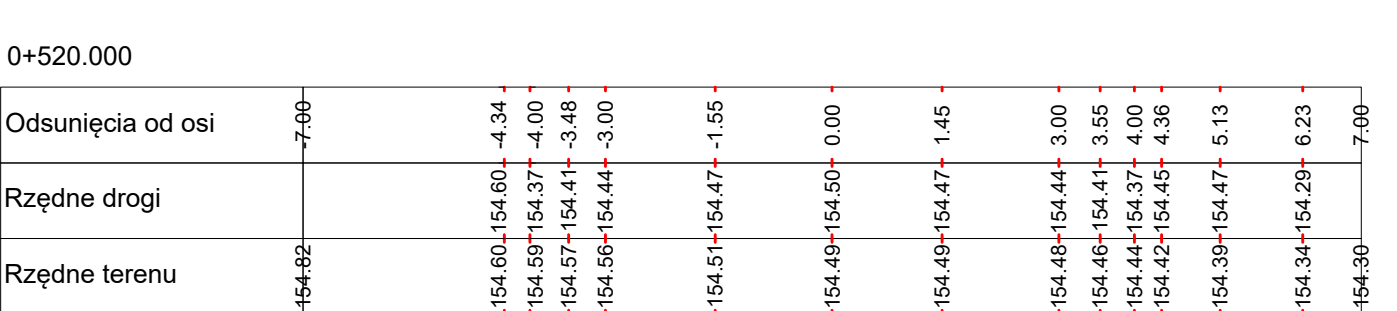 0+520.000
Odsunięcia od osi -7.00 -4.34 -4.00 -3.48 -3.00 -1.55 0.00 1.45 3.00 3.55 4.00 4.36 5.13 6.23 7.00
Rzędne drogi 154.60 154.37 154.41 154.44 154.47 154.50 154.47 154.44 154.41 154.37 154.45 154.47 154.29
Rzędne terenu 154.82 154.60 154.59 154.57 154.56 154.51 154.49 154.49 154.48 154.46 154.44 154.42 154.39 154.34 154.30